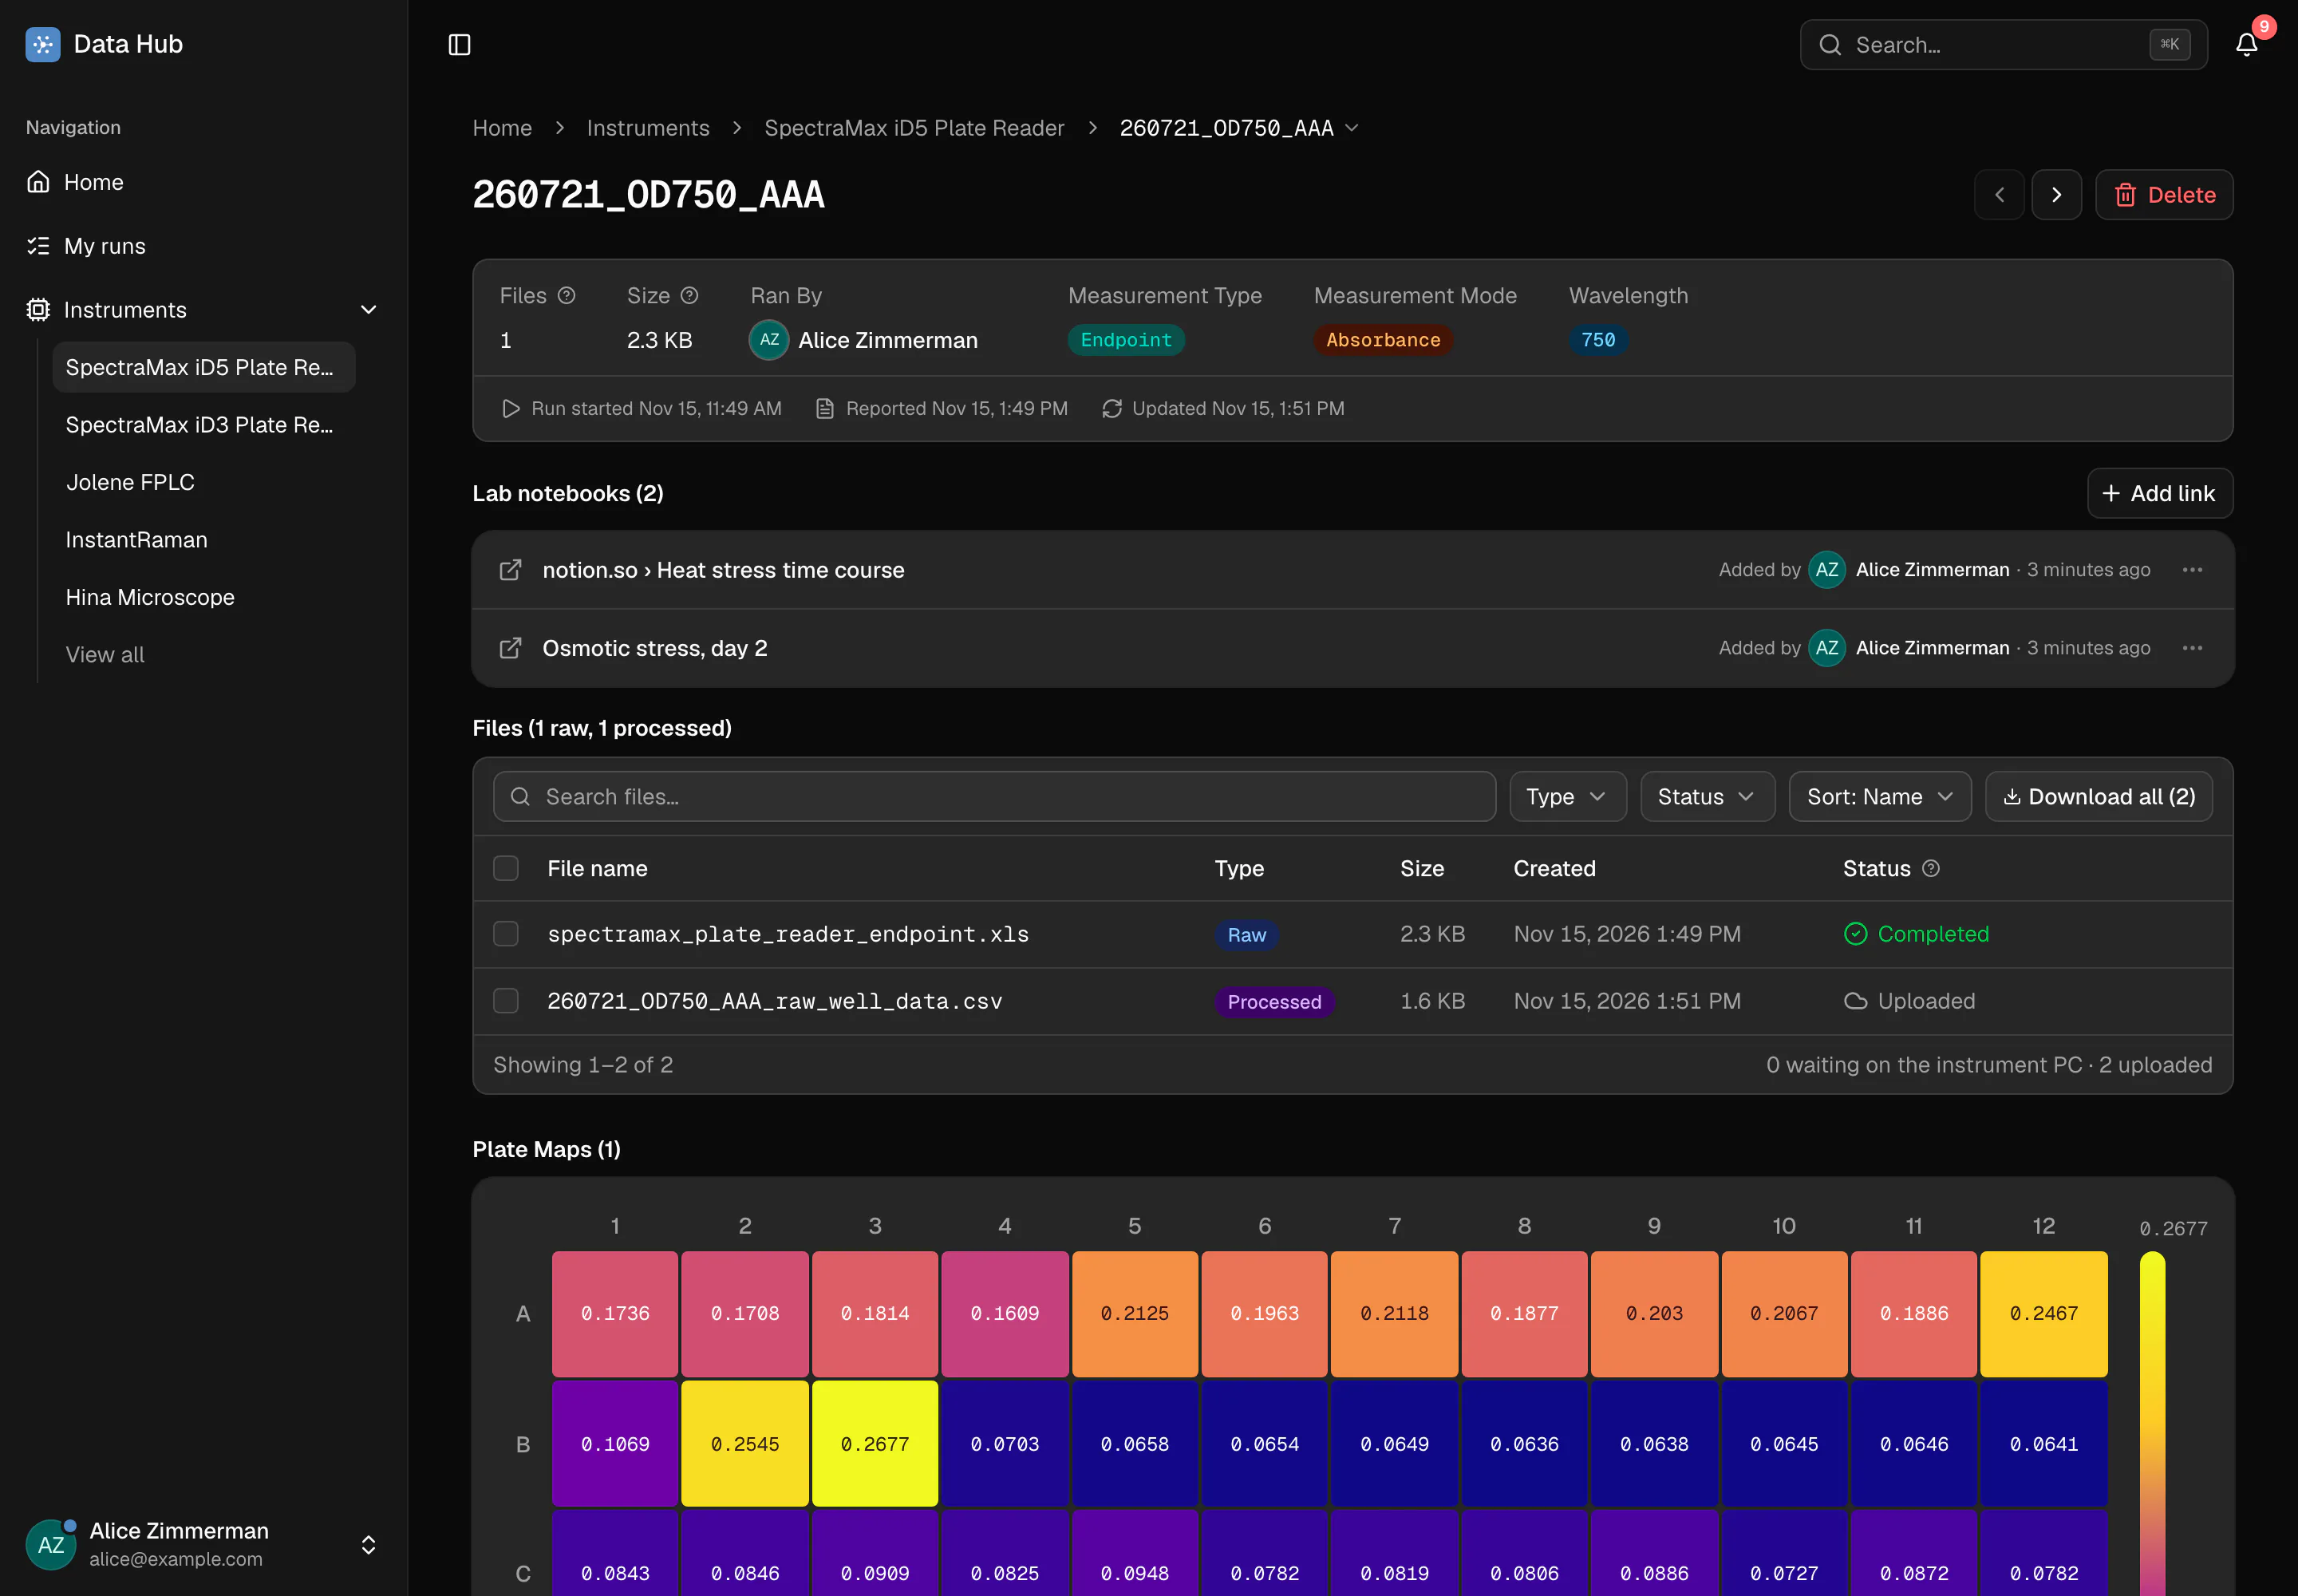 Data Hub
Search...
⌘K
9
Navigation
Home
My runs
Instruments
SpectraMax iD5 Plate Re...
SpectraMax iD3 Plate Re...
Jolene FPLC
InstantRaman
Hina Microscope
View all
AZ
Alice Zimmerman
alice@example.com
Home > Instruments > SpectraMax iD5 Plate Reader > 260721_OD750_AAA
260721_OD750_AAA
Delete
Files Size Ran By Measurement Type Measurement Mode Wavelength
1 2.3 KB AZ Alice Zimmerman Endpoint Absorbance 750
Run started Nov 15, 11:49 AM Reported Nov 15, 1:49 PM Updated Nov 15, 1:51 PM
Lab notebooks (2)
+ Add link
notion.so › Heat stress time course Added by AZ Alice Zimmerman · 3 minutes ago
Osmotic stress, day 2 Added by AZ Alice Zimmerman · 3 minutes ago
Files (1 raw, 1 processed)
Search files... Type Status Sort: Name Download all (2)
File name Type Size Created Status
spectramax_plate_reader_endpoint.xls Raw 2.3 KB Nov 15, 2026 1:49 PM Completed
260721_OD750_AAA_raw_well_data.csv Processed 1.6 KB Nov 15, 2026 1:51 PM Uploaded
Showing 1–2 of 2 0 waiting on the instrument PC · 2 uploaded
Plate Maps (1)
1 2 3 4 5 6 7 8 9 10 11 12 0.2677
A 0.1736 0.1708 0.1814 0.1609 0.2125 0.1963 0.2118 0.1877 0.203 0.2067 0.1886 0.2467
B 0.1069 0.2545 0.2677 0.0703 0.0658 0.0654 0.0649 0.0636 0.0638 0.0645 0.0646 0.0641
C 0.0843 0.0846 0.0909 0.0825 0.0948 0.0782 0.0819 0.0806 0.0886 0.0727 0.0872 0.0782